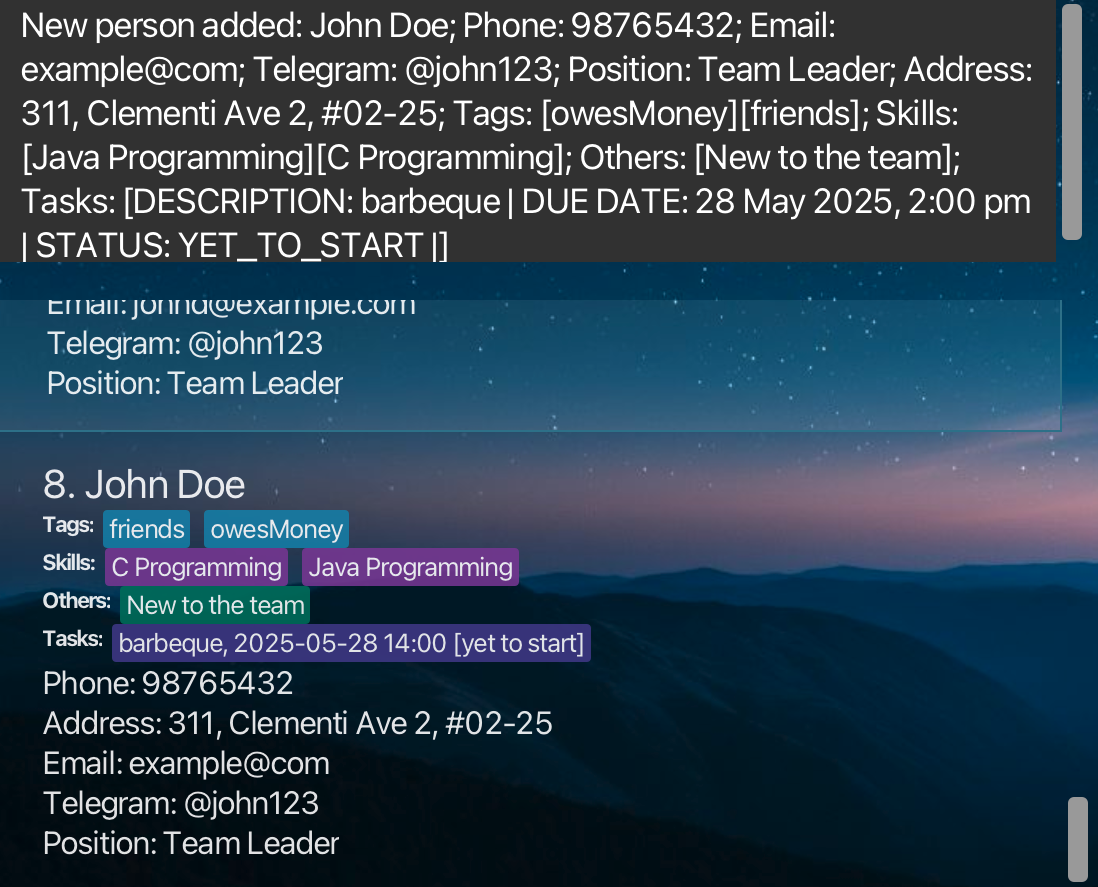 New person added: John Doe; Phone: 98765432; Email:
example@com; Telegram: @john123; Position: Team Leader; Address:
311, Clementi Ave 2, #02-25; Tags: [owesMoney][friends]; Skills:
[Java Programming][C Programming]; Others: [New to the team];
Tasks: [DESCRIPTION: barbeque | DUE DATE: 28 May 2025, 2:00 pm
| STATUS: YET_TO_START |]
Email: johnd@example.com
Telegram: @john123
Position: Team Leader
8. John Doe
Tags: friends owesMoney
Skills: C Programming Java Programming
Others: New to the team
Tasks: barbeque, 2025-05-28 14:00 [yet to start]
Phone: 98765432
Address: 311, Clementi Ave 2, #02-25
Email: example@com
Telegram: @john123
Position: Team Leader